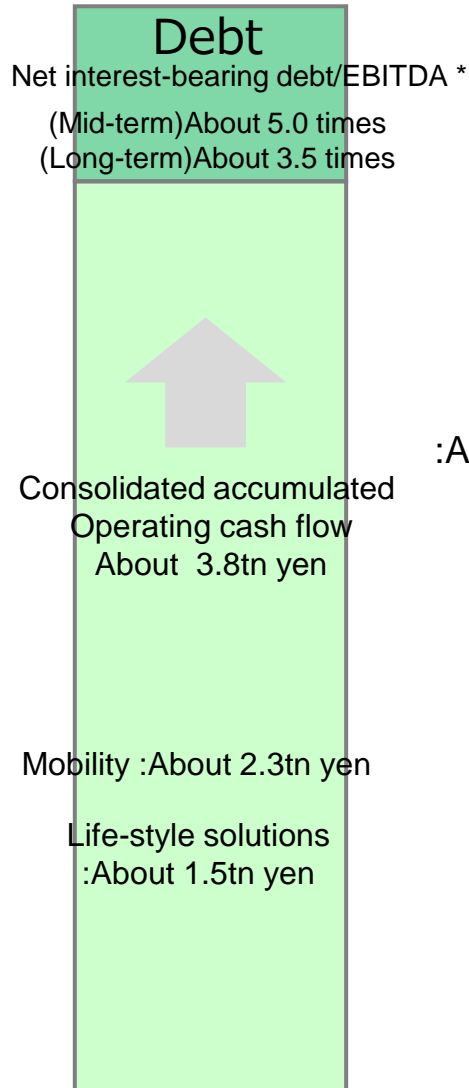 Debt
Net interest-bearing debt/EBITDA *
(Mid-term)About 5.0 times
(Long-term)About 3.5 times
:A
Consolidated accumulated
Operating cash flow
About 3.8tn yen
Mobility :About 2.3tn yen
Life-style solutions
:About 1.5tn yen